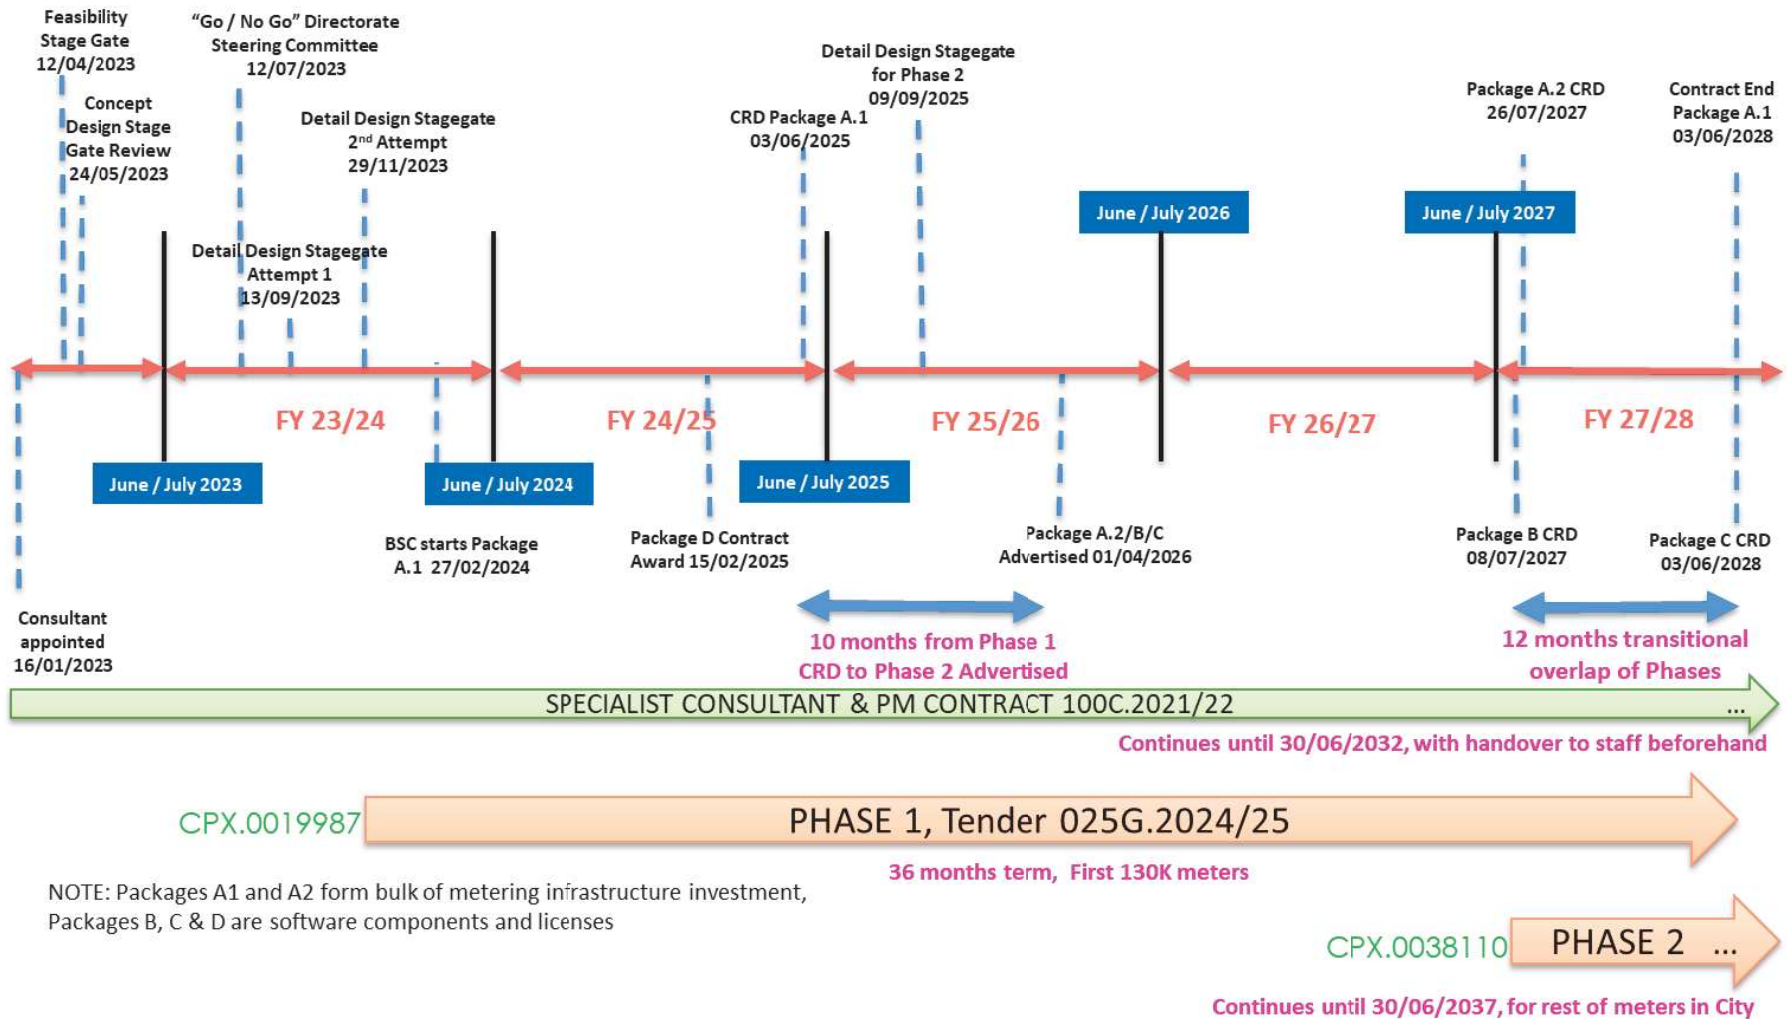 Feasibility
Stage Gate
12/04/2023
Concept
Design Stage
Gate Review
24/05/2023
“Go / No Go” Directorate
Steering Committee
12/07/2023
Detail Design Stagegate
2nd Attempt
29/11/2023
Detail Design Stagegate
Attempt 1
13/09/2023
CRD Package A.1
03/06/2025
Detail Design Stagegate
for Phase 2
09/09/2025
June / July 2026
Package A.2 CRD
26/07/2027
June / July 2027
Contract End
Package A.1
03/06/2028
FY 23/24
FY 24/25
FY 25/26
FY 26/27
FY 27/28
June / July 2023
June / July 2024
June / July 2025
Consultant
appointed
16/01/2023
BSC starts Package
A.1 27/02/2024
Package D Contract
Award 15/02/2025
Package A.2/B/C
Advertised 01/04/2026
Package B CRD
08/07/2027
Package C CRD
03/06/2028
10 months from Phase 1
CRD to Phase 2 Advertised
12 months transitional
overlap of Phases
SPECIALIST CONSULTANT & PM CONTRACT 100C.2021/22 ...
Continues until 30/06/2032, with handover to staff beforehand
CPX.0019987
PHASE 1, Tender 025G.2024/25
36 months term, First 130K meters
NOTE: Packages A1 and A2 form bulk of metering infrastructure investment,
Packages B, C & D are software components and licenses
CPX.0038110
PHASE 2 ...
Continues until 30/06/2037, for rest of meters in City